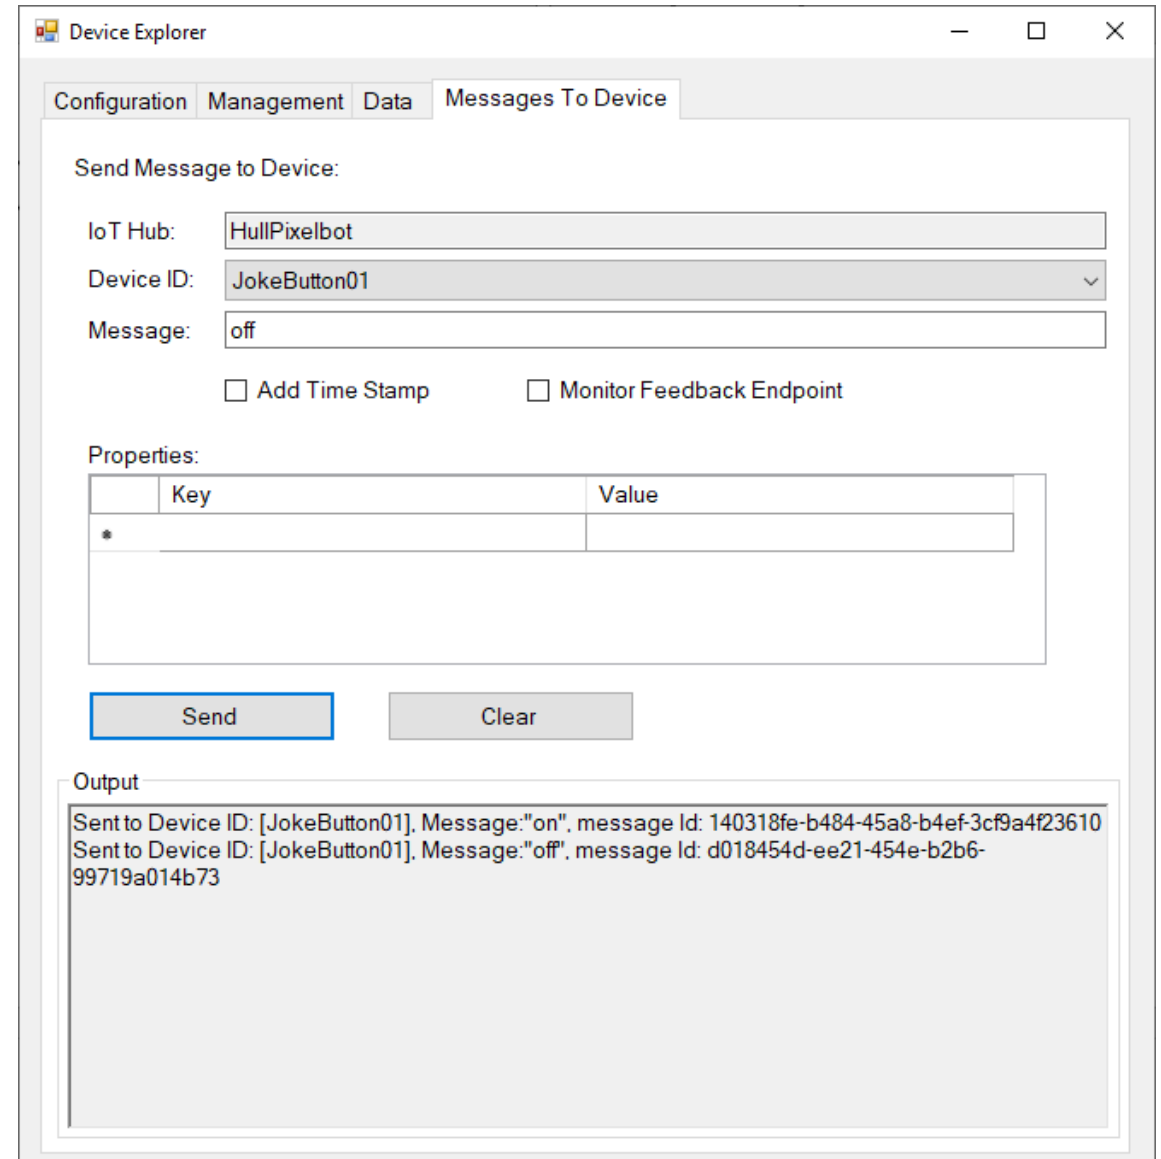 Device Explorer
Configuration Management Data Messages To Device
Send Message to Device:
IoT Hub: HullPixelbot
Device ID: JokeButton01
Message: off
Add Time Stamp Monitor Feedback Endpoint
Properties:
Key Value
*
Send Clear
Output
Sent to Device ID: [JokeButton01], Message:"on", message Id: 140318fe-b484-45a8-b4ef-3cf9a4f23610
Sent to Device ID: [JokeButton01], Message:"off", message Id: d018454d-ee21-454e-b2b6-
99719a014b73